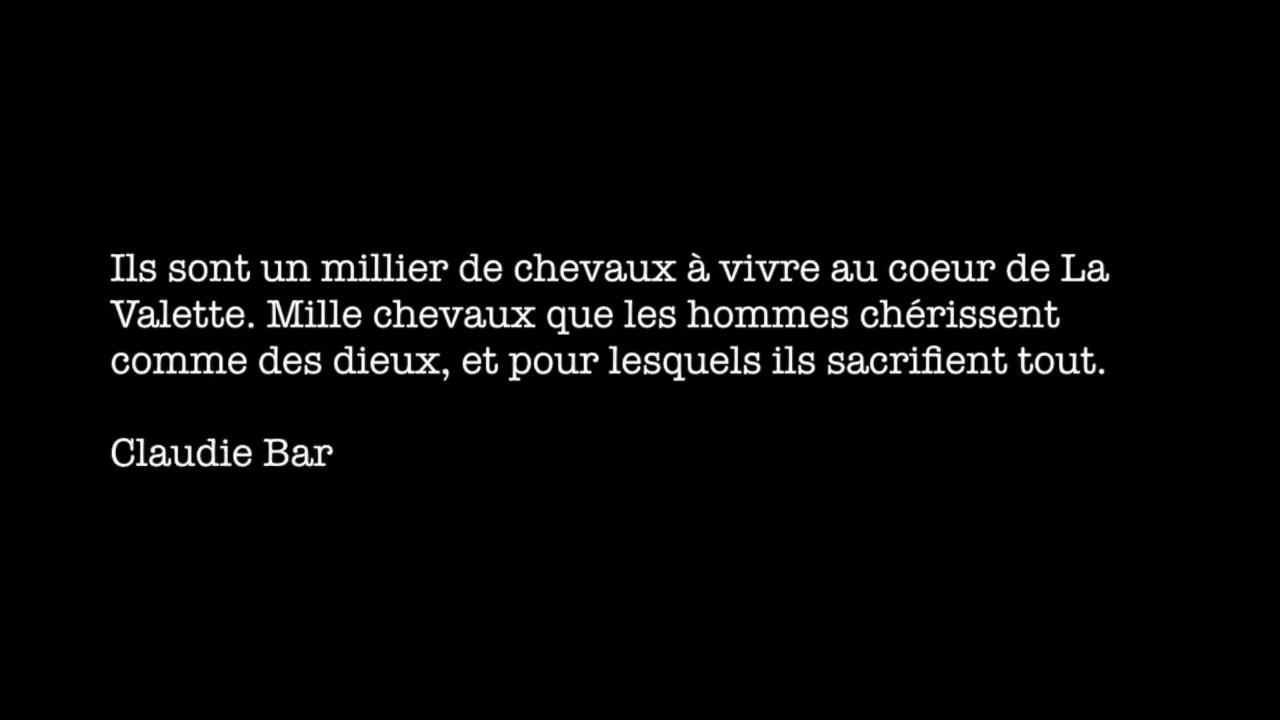 Ils sont un millier de chevaux à vivre au coeur de La
Valette. Mille chevaux que les hommes chérissent
comme des dieux, et pour lesquels ils sacrifient tout.
Claudie Bar